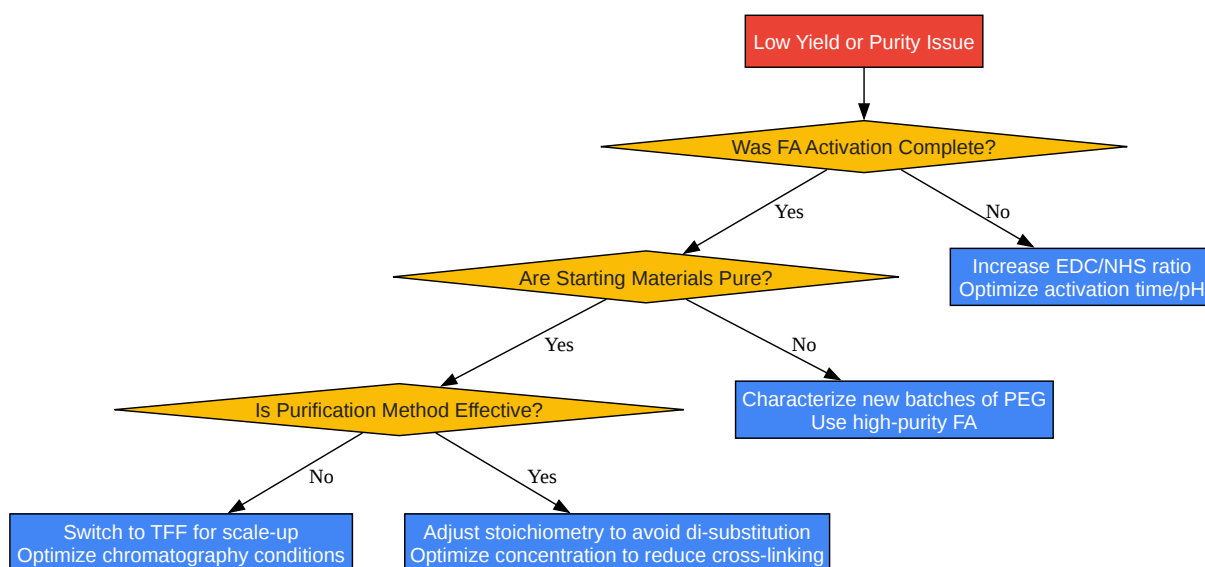 Low Yield or Purity Issue
Was FA Activation Complete?
Yes
No
Increase EDC/NHS ratio
Optimize activation time/pH
Are Starting Materials Pure?
Yes
No
Characterize new batches of PEG
Use high-purity FA
Is Purification Method Effective?
No
Yes
Switch to TFF for scale-up
Optimize chromatography conditions
Adjust stoichiometry to avoid di-substitution
Optimize concentration to reduce cross-linking